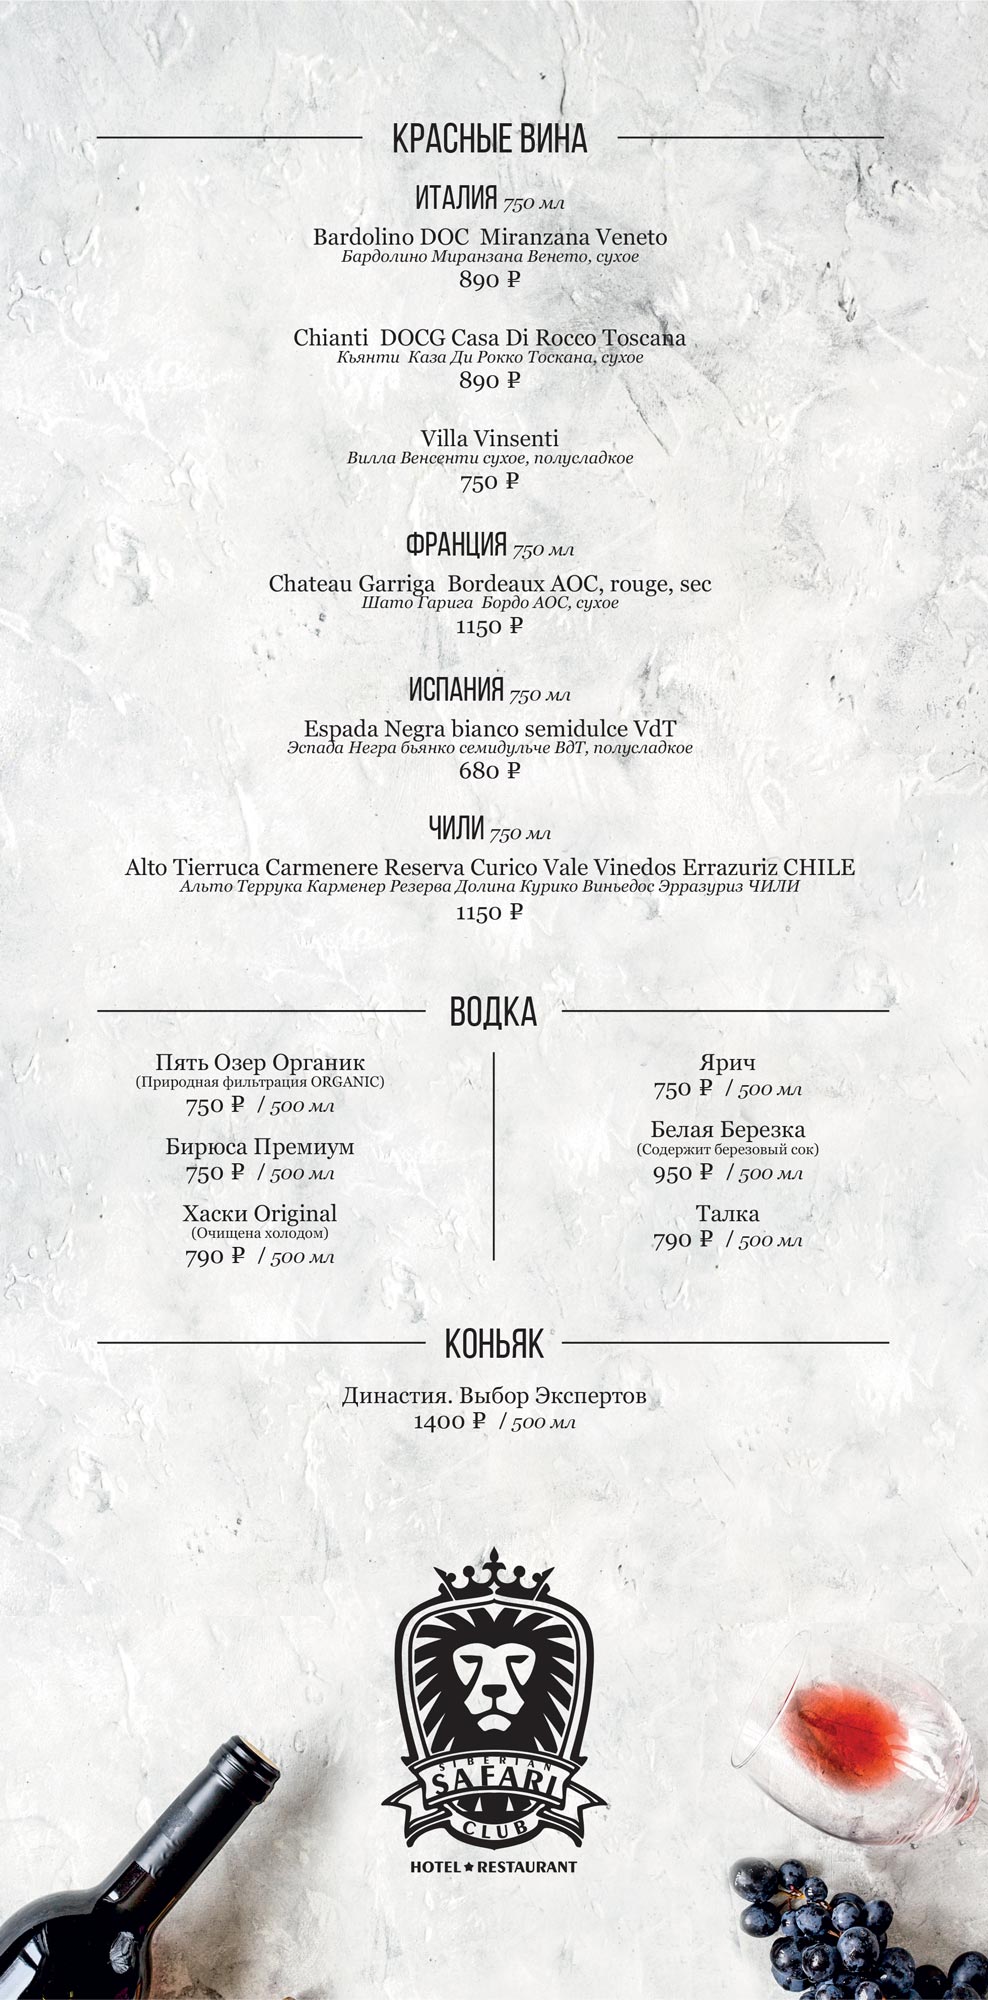 КРАСНЫЕ ВИНА
ИТАЛИЯ 750 мл
Bardolino DOC Miranzana Veneto
Бардолино Миранзана Венето, сухое
890 ₽
Chianti DOCG Casa Di Rocco Toscana
Кьянти Каза Ди Рокко Тоскана, сухое
890 ₽
Villa Vinsenti
Вилла Венсенти сухое, полусладкое
750 ₽
ФРАНЦИЯ 750 мл
Chateau Garriga Bordeaux AOC, rouge, sec
Шато Гарига Бордо АОС, сухое
1150 ₽
ИСПАНИЯ 750 мл
Espada Negra bianco semidulce VdT
Эспада Негра бьянко семидульче ВдТ, полусладкое
680 ₽
ЧИЛИ 750 мл
Alto Tierruca Carmenere Reserva Curico Vale Vinedos Errazuriz CHILE
Альто Террука Карменер Резерва Долина Курико Виньедос Эрразуриз ЧИЛИ
1150 ₽
ВОДКА
Пять Озер Органик
(Природная фильтрация ORGANIC)
750 ₽ / 500 мл
Бирюса Премиум
750 ₽ / 500 мл
Хаски Original
(Очищена холодом)
790 ₽ / 500 мл
Ярич
750 ₽ / 500 мл
Белая Березка
(Содержит березовый сок)
950 ₽ / 500 мл
Талка
790 ₽ / 500 мл
КОНЬЯК
Династия. Выбор Экспертов
1400 ₽ / 500 мл
SIBERIAN
SAFARI
CLUB
HOTEL ★ RESTAURANT